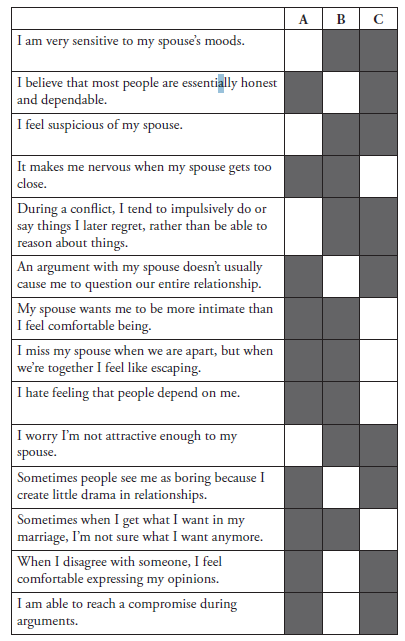 A B C
I am very sensitive to my spouse's moods.
I believe that most people are essentially honest
and dependable.
I feel suspicious of my spouse.
It makes me nervous when my spouse gets too
close.
During a conflict, I tend to impulsively do or
say things I later regret, rather than be able to
reason about things.
An argument with my spouse doesn't usually
cause me to question our entire relationship.
My spouse wants me to be more intimate than
I feel comfortable being.
I miss my spouse when we are apart, but when
we're together I feel like escaping.
I hate feeling that people depend on me.
I worry I'm not attractive enough to my
spouse.
Sometimes people see me as boring because I
create little drama in relationships.
Sometimes when I get what I want in my
marriage, I'm not sure what I want anymore.
When I disagree with someone, I feel
comfortable expressing my opinions.
I am able to reach a compromise during
arguments.